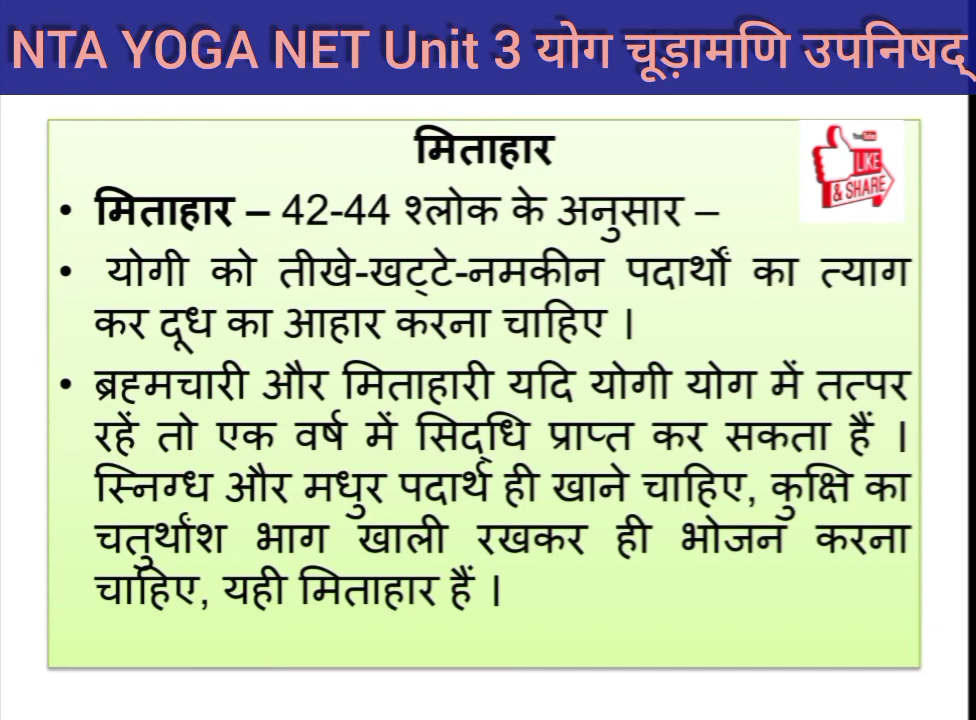 NTA YOGA NET Unit 3 योग चूड़ामणि उपनिषद्
मिताहार
LIKE
& SHARE
• मिताहार – 42-44 श्लोक के अनुसार –
• योगी को तीखे-खट्टे-नमकीन पदार्थों का त्याग
कर दूध का आहार करना चाहिए ।
• ब्रह्मचारी और मिताहारी यदि योगी योग में तत्पर
रहें तो एक वर्ष में सिद्धि प्राप्त कर सकता हैं ।
स्निग्ध और मधुर पदार्थ ही खाने चाहिए, कुक्षि का
चतुर्थांश भाग खाली रखकर ही भोजन करना
चाहिए, यही मिताहार हैं ।